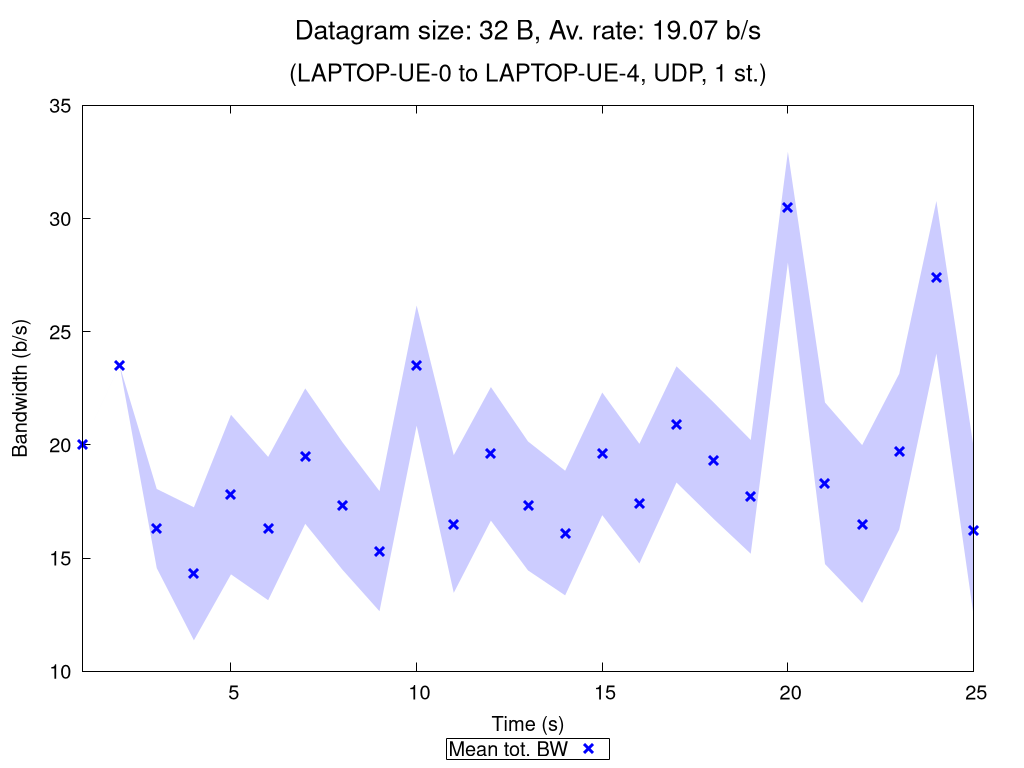 Datagram size: 32 B, Av. rate: 19.07 b/s
(LAPTOP-UE-0 to LAPTOP-UE-4, UDP, 1 st.)
35
30
25
20
15
10
Bandwidth (b/s)
5 10 15 20 25
Time (s)
Mean tot. BW